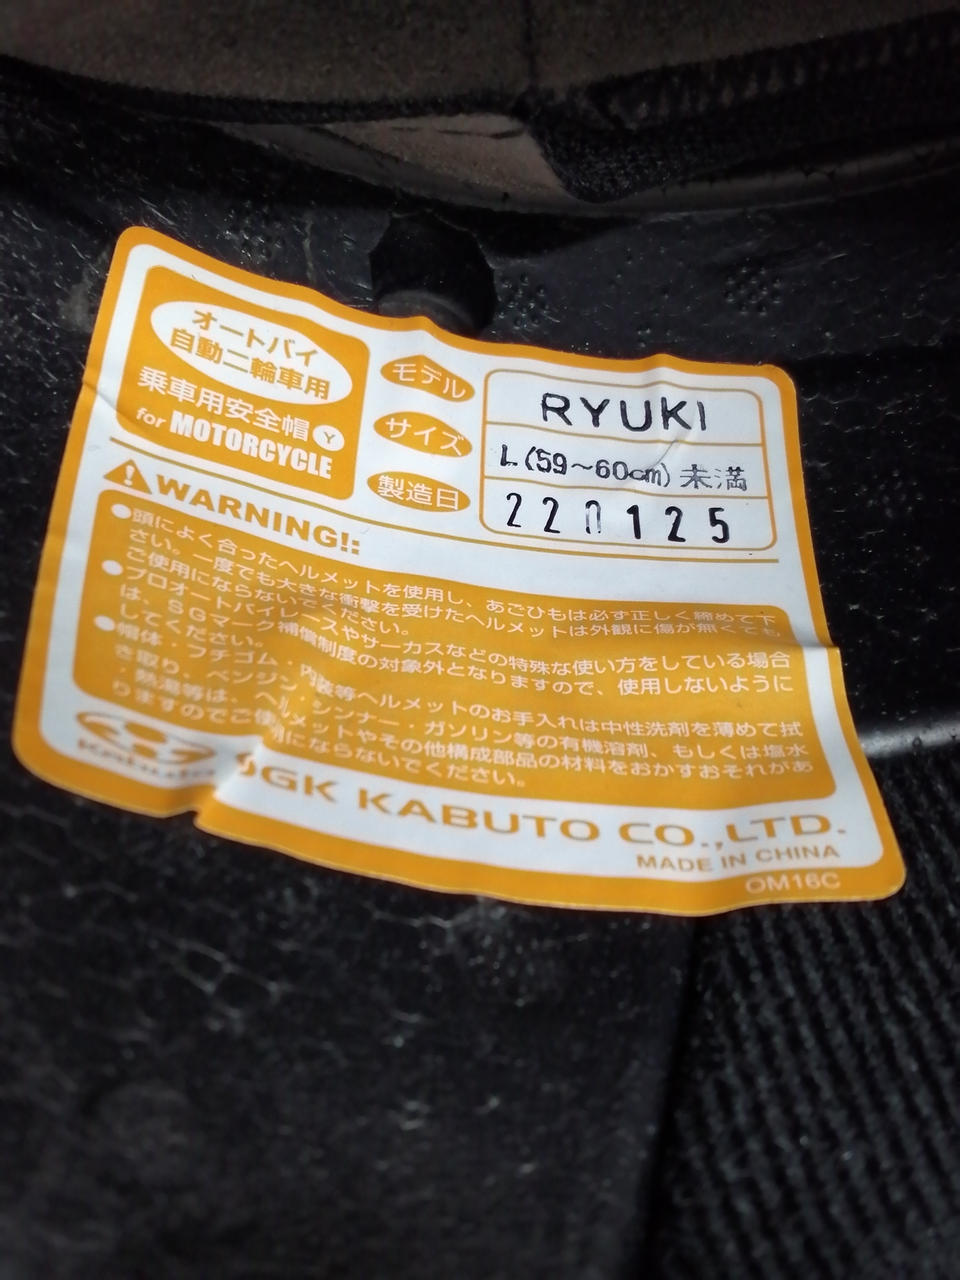 オートバイ
自動二輪車用
乗車用安全帽 Y
for MOTORCYCLE
モデル RYUKI
サイズ L(59~60cm)未満
製造日 220125
WARNING!!:
●頭によく合ったヘルメットを使用し、あごひもは必ず正しく締めて下
さい。一度でも大きな衝撃を受けたヘルメットは外観に傷が無くても
ご使用にならないでください。
●プロオートバイレースやサーカスなどの特殊な使い方をしている場合
は、SGマーク補償制度の対象外となりますので、使用しないように
してください。
●帽体・フチゴム・内装等ヘルメットのお手入れは中性洗剤を薄めて拭
き取り、ベンジン・シンナー・ガソリン等の有機溶剤、もしくは塩水
・熱湯等は、ヘルメットやその他構成部品の材料をおかすおそれがあ
りますのでご使用にならないでください。
Kabuto OGK KABUTO CO.,LTD.
MADE IN CHINA
OM16C